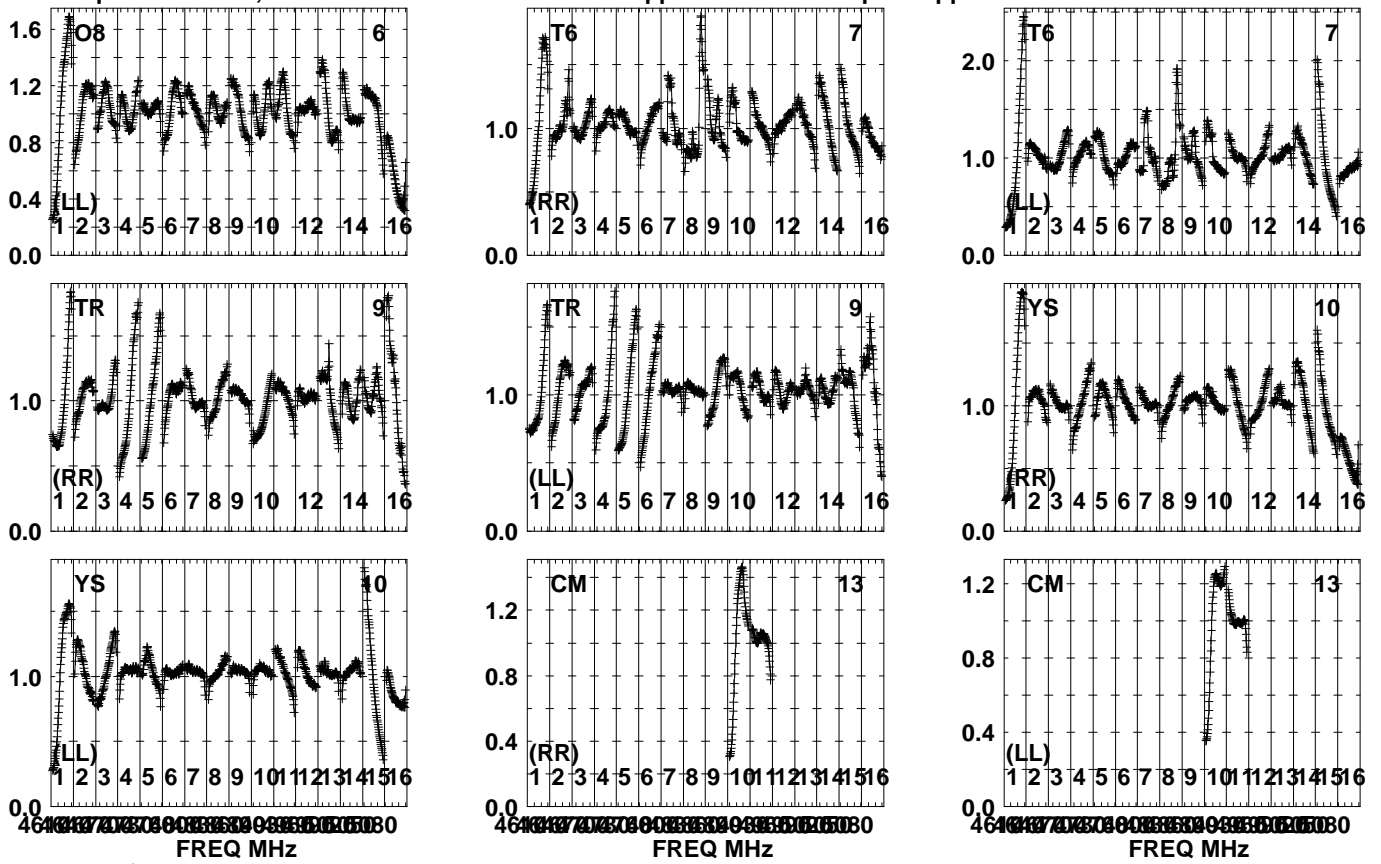 1.6
O8
6
1.2
0.8
0.4
(LL)
1 2 3 4 5 6 7 8 9 10 12 14 16
0.0
T6
7
1.0
(RR)
1 2 3 4 5 6 7 8 9 10 12 14 16
0.0
T6
7
2.0
1.0
(LL)
1 2 3 4 5 6 7 8 9 10 12 14 16
0.0
TR
9
1.0
(RR)
1 2 3 4 5 6 7 8 9 10 12 14 16
0.0
TR
9
1.0
(LL)
1 2 3 4 5 6 7 8 9 10 12 14 16
0.0
YS
10
1.0
(RR)
1 2 3 4 5 6 7 8 9 10 12 14 16
0.0
YS
10
1.0
(LL)
1 2 3 4 5 6 7 8 9 10 11 12 13 14 15 16
0.0
FREQ MHz
CM
13
1.2
0.8
0.4
(RR)
1 2 3 4 5 6 7 8 9 10 11 12 13 14 15 16
0.0
FREQ MHz
CM
13
1.2
0.8
0.4
(LL)
1 2 3 4 5 6 7 8 9 10 11 12 13 14 15 16
0.0
FREQ MHz